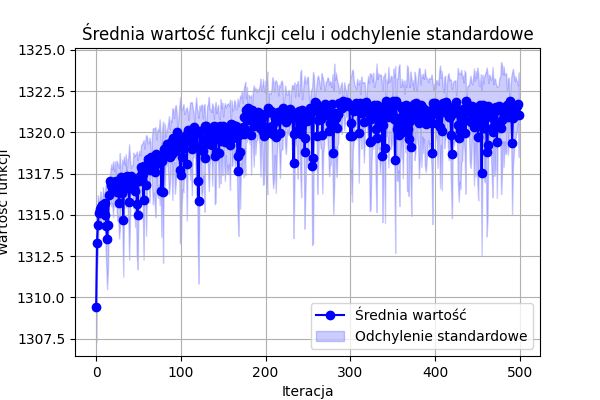 Średnia wartość funkcji celu i odchylenie standardowe
1325.0
1322.5
1320.0
1317.5
1315.0
1312.5
1310.0
1307.5
Wartość funkcji
Średnia wartość
Odchylenie standardowe
0
100
200
300
400
500
Iteracja